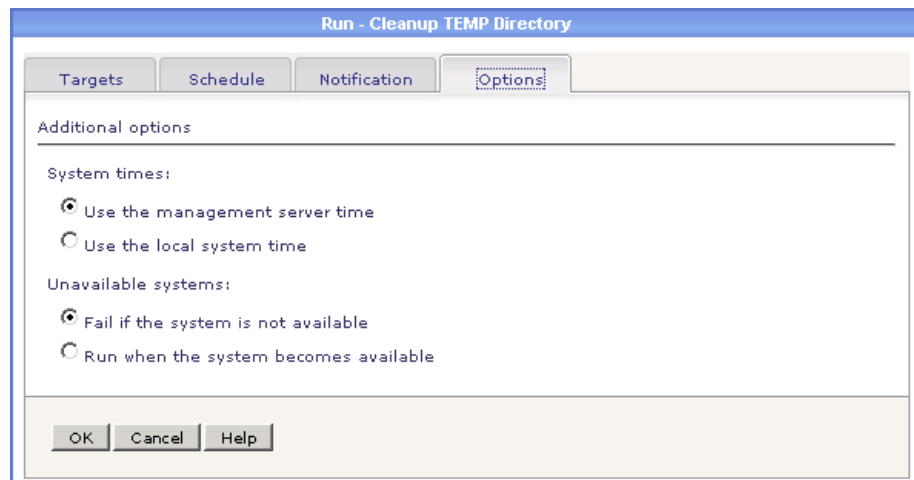 Run - Cleanup TEMP Directory
Targets Schedule Notification Options
Additional options
System times:
Use the management server time
Use the local system time
Unavailable systems:
Fail if the system is not available
Run when the system becomes available
OK Cancel Help